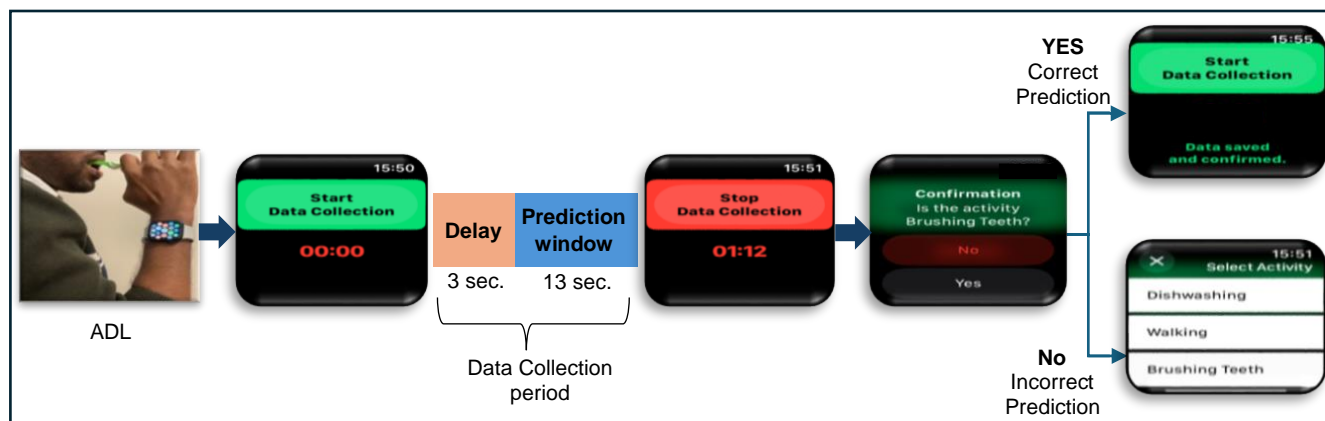 ADL
15:50
Start
Data Collection
00:00
Delay
Prediction
window
3 sec.
13 sec.
Data Collection
period
15:51
Stop
Data Collection
01:12
Confirmation
Is the activity
Brushing Teeth?
No
Yes
YES
Correct
Prediction
15:55
Start
Data Collection
Data saved
and confirmed.
No
Incorrect
Prediction
15:51
Select Activity
Dishwashing
Walking
Brushing Teeth